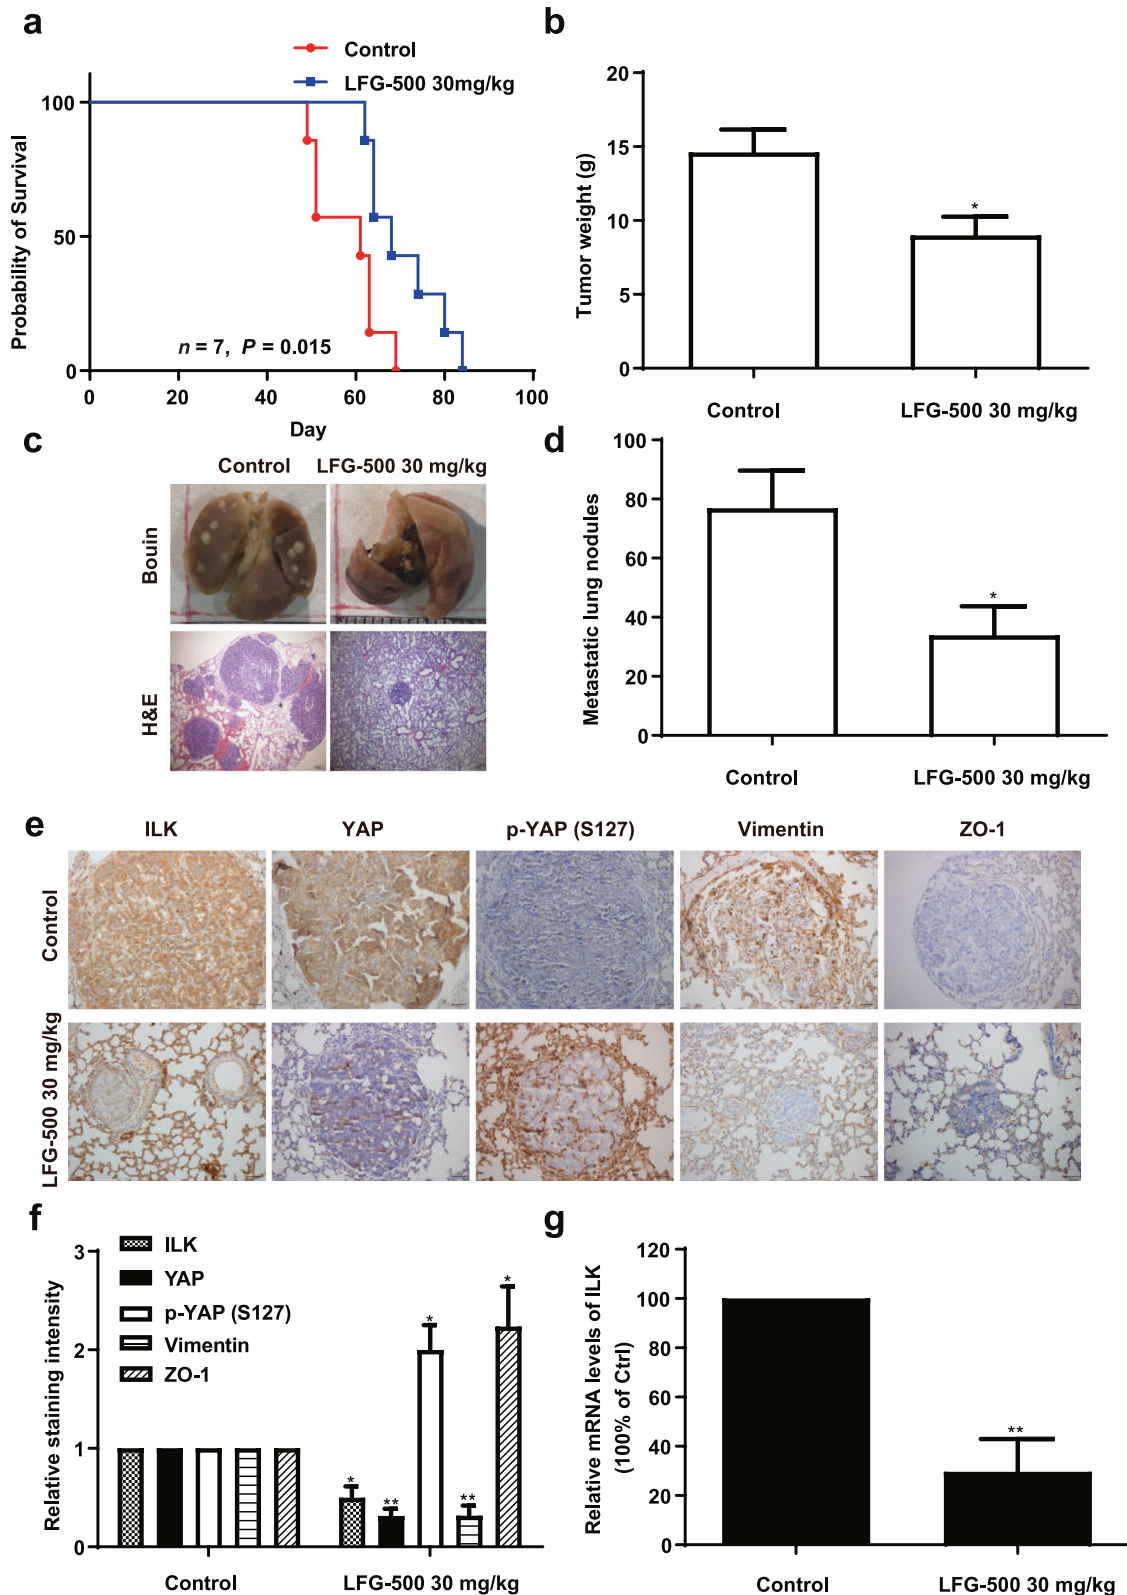 a
Control
LFG-500 30mg/kg
Probability of Survival
100
50
0
n = 7, P = 0.015
0 20 40 60 80 100
Day
b
Tumor weight (g)
20
15
10
5
0
*
Control LFG-500 30 mg/kg
c
Control LFG-500 30 mg/kg
Bouin
H&E
d
Metastatic lung nodules
100
80
60
40
20
0
*
Control LFG-500 30 mg/kg
e
ILK YAP p-YAP (S127) Vimentin ZO-1
Control
LFG-500 30 mg/kg
f
Relative staining intensity
3
2
1
0
ILK
YAP
p-YAP (S127)
Vimentin
ZO-1
* ** * ** *
Control LFG-500 30 mg/kg
g
Relative mRNA levels of ILK
(100% of Ctrl)
120
100
80
60
40
20
0
**
Control LFG-500 30 mg/kg